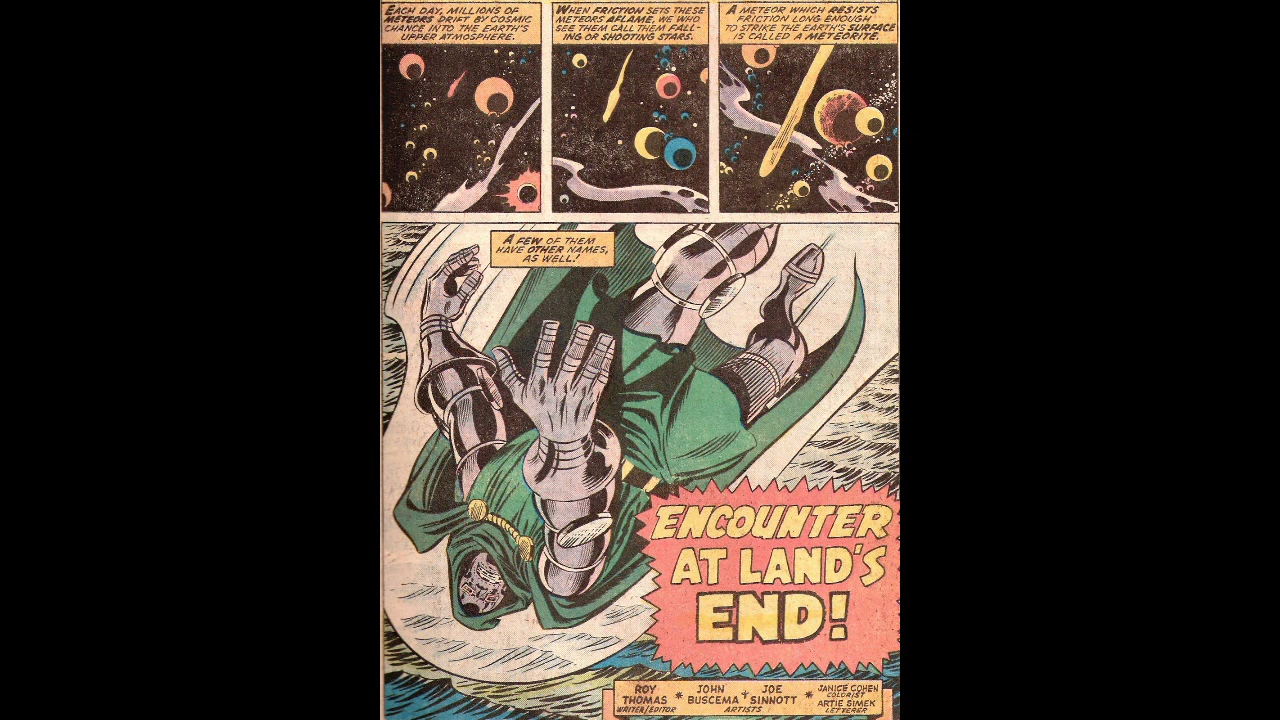 EACH DAY, MILLIONS OF
METEORS DRIFT BY COSMIC
CHANCE INTO THE EARTH'S
UPPER ATMOSPHERE.
WHEN FRICTION SETS THESE
METEORS AFLAME, WE WHO
SEE THEM CALL THEM FALL-
ING OR SHOOTING STARS.
A METEOR WHICH RESISTS
FRICTION LONG ENOUGH
TO STRIKE THE EARTH'S SURFACE
IS CALLED A METEORITE.
A FEW OF THEM
HAVE OTHER NAMES,
AS WELL!
ENCOUNTER
AT LAND'S
END!
ROY
THOMAS
WRITER/EDITOR
JOHN
BUSCEMA
JOE
SINNOTT
ARTISTS
JANICE COHEN
COLORIST
ARTIE SIMEK
LETTERER